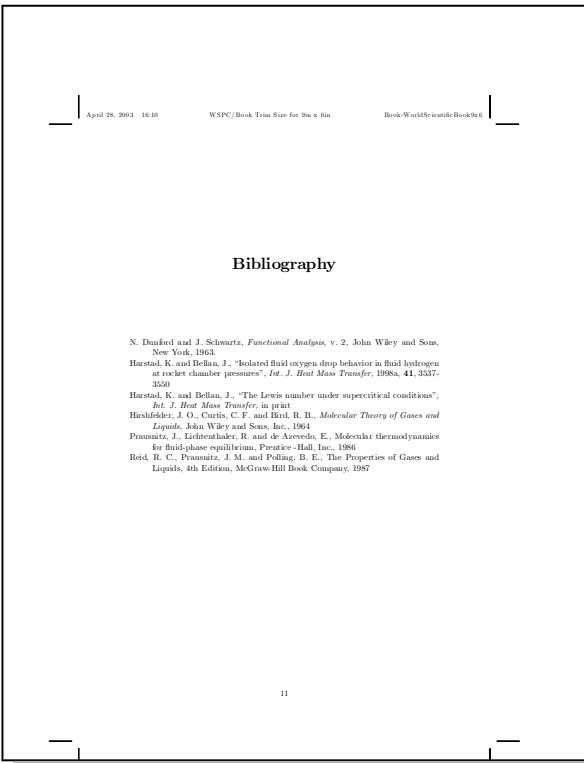 April 28, 2003 16:10 WSPC/Book Trim Size for 9in x 6in Book-WorldScientificBook9x6
Bibliography
N. Dunford and J. Schwartz, Functional Analysis, v. 2, John Wiley and Sons,
New York, 1963.
Harstad, K. and Bellan, J., “Isolated fluid oxygen drop behavior in fluid hydrogen
at rocket chamber pressures”, Int. J. Heat Mass Transfer, 1998a, 41, 3537-
3550
Harstad, K. and Bellan, J., “The Lewis number under supercritical conditions”,
Int. J. Heat Mass Transfer, in print
Hirshfelder, J. O., Curtis, C. F. and Bird, R. B., Molecular Theory of Gases and
Liquids, John Wiley and Sons, Inc., 1964
Prausnitz, J., Lichtenthaler, R. and de Azevedo, E., Molecular thermodynamics
for fluid-phase equilibrium, Prentice-Hall, Inc., 1986
Reid, R. C., Prausnitz, J. M. and Polling, B. E., The Properties of Gases and
Liquids, 4th Edition, McGraw-Hill Book Company, 1987
11